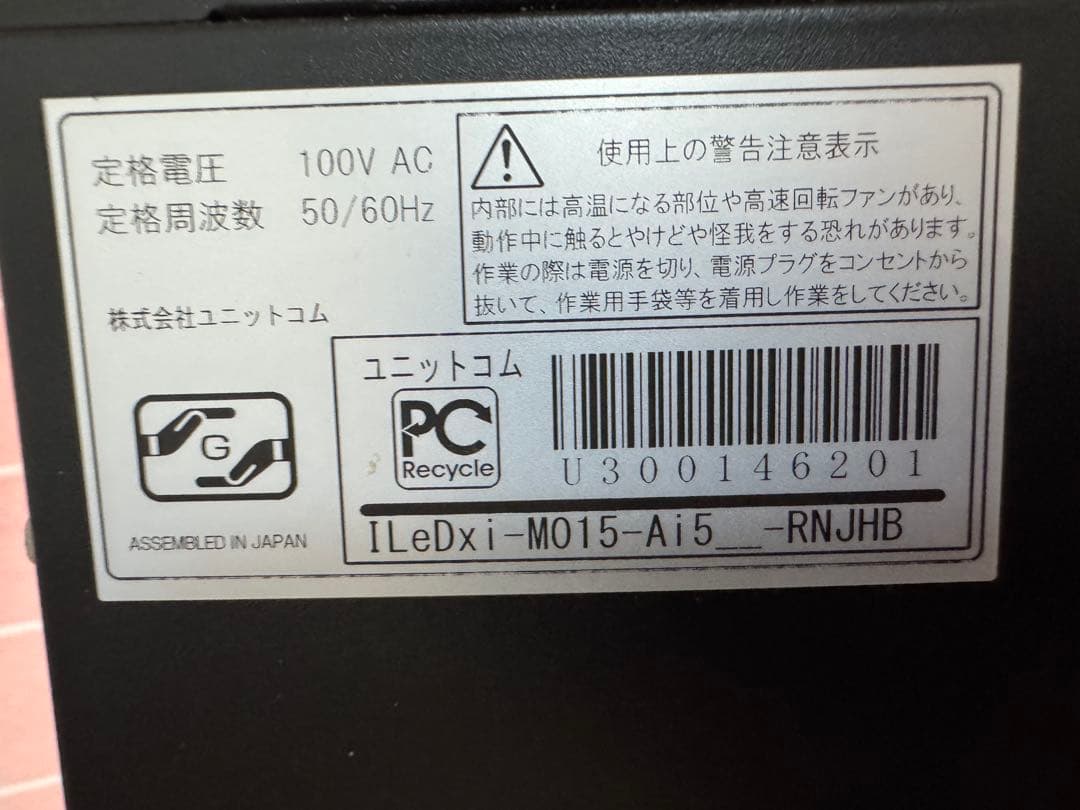 定格電圧 100V AC
定格周波数 50/60Hz
株式会社ユニットコム
使用上の警告注意表示
内部には高温になる部位や高速回転ファンがあり、
動作中に触るとやけどや怪我をする恐れがあります。
作業の際は電源を切り、電源プラグをコンセントから
抜いて、作業用手袋等を着用し作業をしてください。
G
ASSEMBLED IN JAPAN
ユニットコム
PC
Recycle
U300146201
ILeDxi-M015-Ai5__-RNJHB